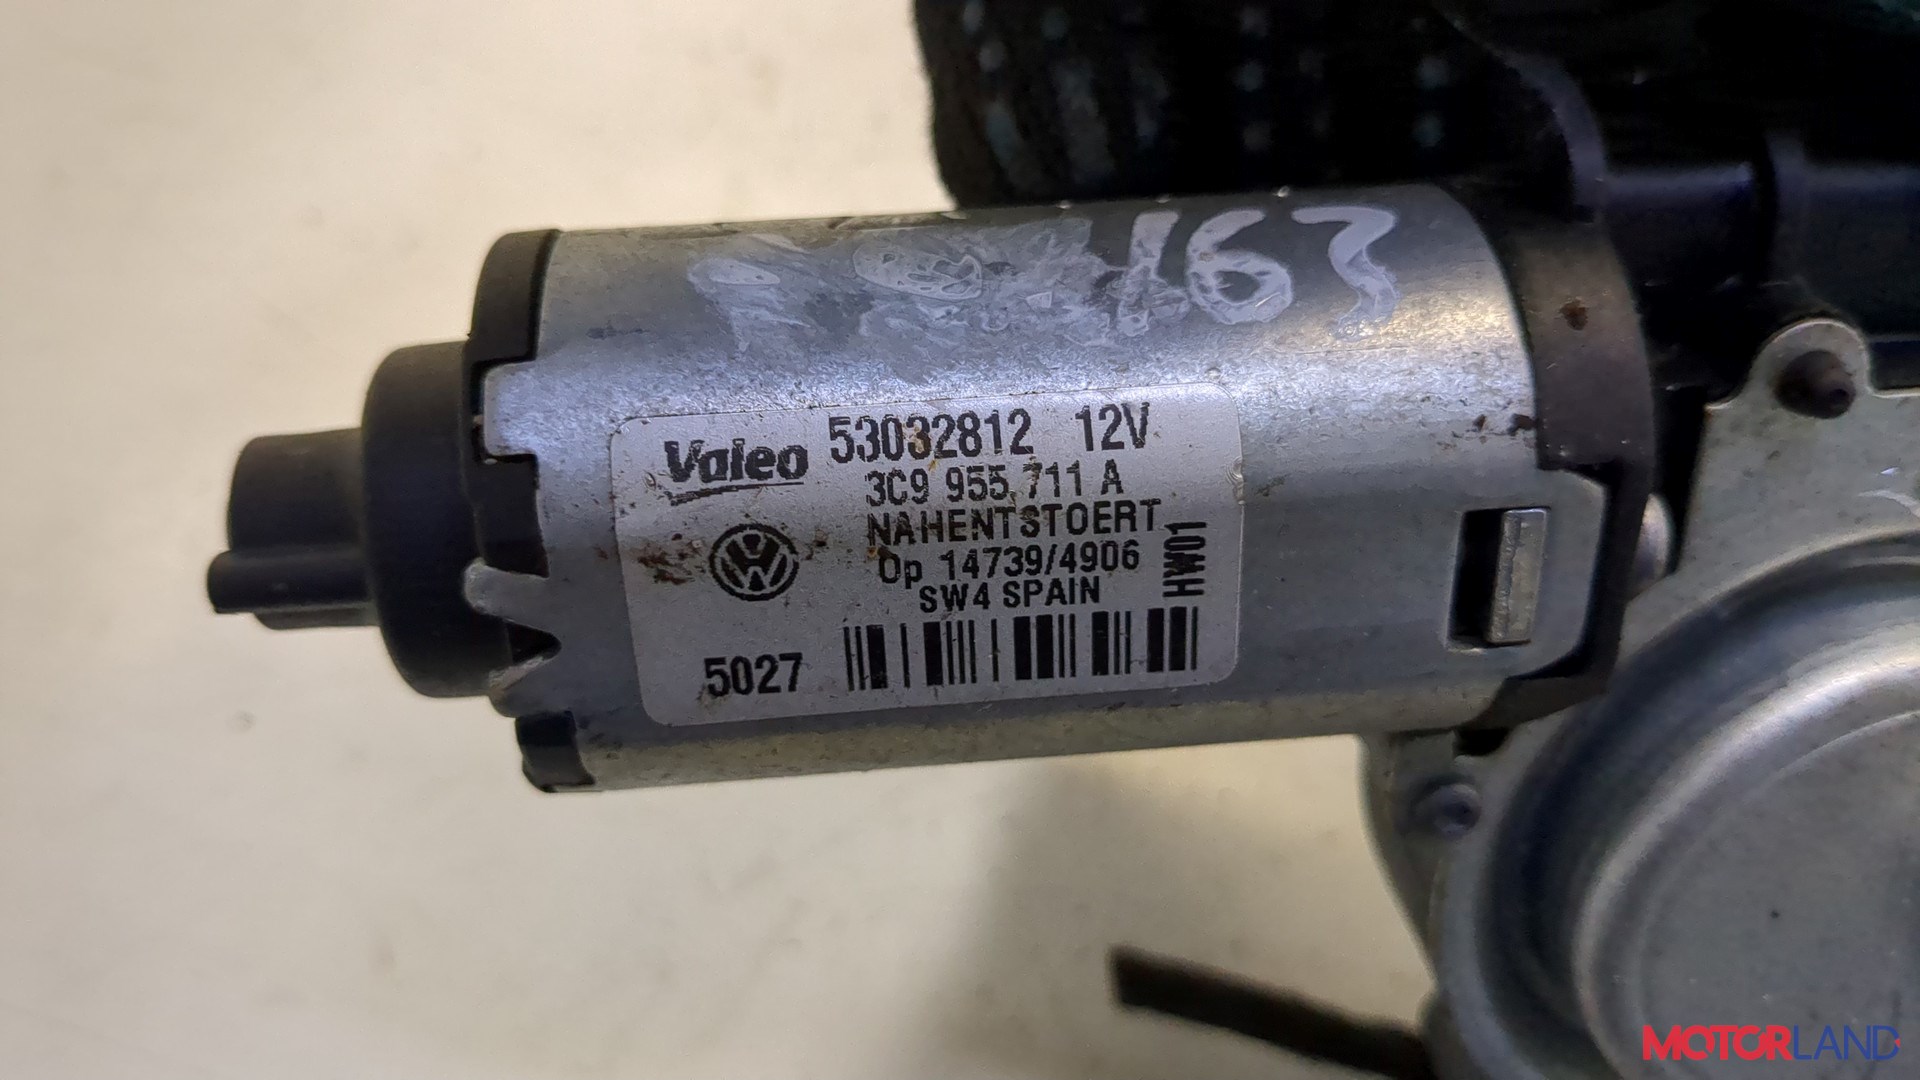 163
Valeo 53032812 12V
3C9 955 711 A
NAHENTSTOERT
Op 14739/4906
SW4 SPAIN
HW01
5027
MOTORLAND